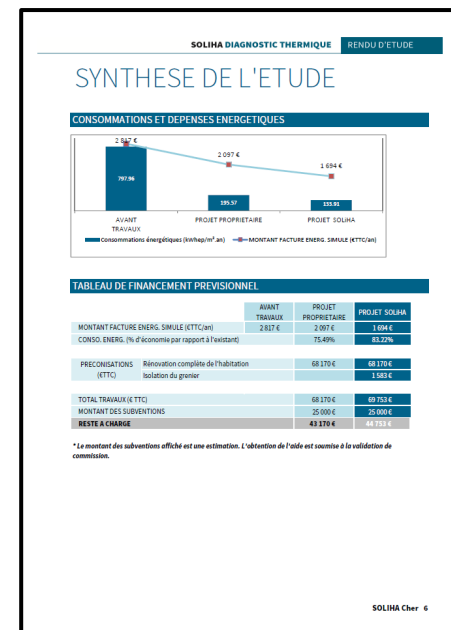 SOLIHA DIAGNOSTIC THERMIQUE RENDU D'ETUDE
SYNTHESE DE L'ETUDE
CONSOMMATIONS ET DEPENSES ENERGETIQUES
2 817 €
2 097 €
1 694 €
797.96
195.57
133.91
AVANT TRAVAUX
PROJET PROPRIETAIRE
PROJET SOLIHA
Consommations énergétiques (kWhep/m².an)
MONTANT FACTURE ENERG. SIMULE (€TTC/an)
TABLEAU DE FINANCEMENT PREVISIONNEL
AVANT TRAVAUX
PROJET PROPRIETAIRE
PROJET SOLIHA
MONTANT FACTURE ENERG. SIMULE (€TTC/an) 2 817 € 2 097 € 1 694 €
CONSO. ENERG. (% d'économie par rapport à l'existant) 75.49% 83.22%
PRECONISATIONS (€TTC)
Rénovation complète de l'habitation 68 170 € 68 170 €
Isolation du grenier 1 583 €
TOTAL TRAVAUX (€ TTC) 68 170 € 69 753 €
MONTANT DES SUBVENTIONS 25 000 € 25 000 €
RESTE A CHARGE 43 170 € 44 753 €
* Le montant des subventions affiché est une estimation. L'obtention de l'aide est soumise à la validation de
commission.
SOLIHA Cher 6